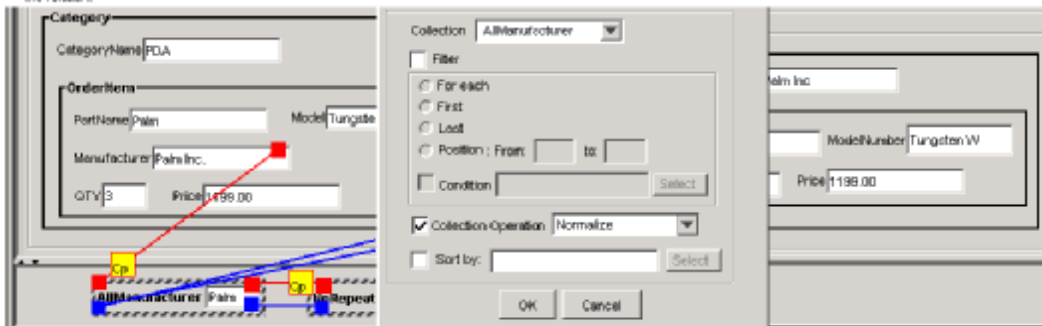 Category
CategoryName PDA
OrderItem
PartName Palm
Model Tungste
Manufacturer Palm Inc.
QTY 3
Price 1199.00
Cp
Cp
AllManufacturer Palm
Repeat
Collection AllManufacturer
Filter
For each
First
Last
Position : From: to:
Condition Select
Collection Operation Normalize
Sort by: Select
OK Cancel
alm Inc
ModelNumber Tungsten W
Price 1199.00